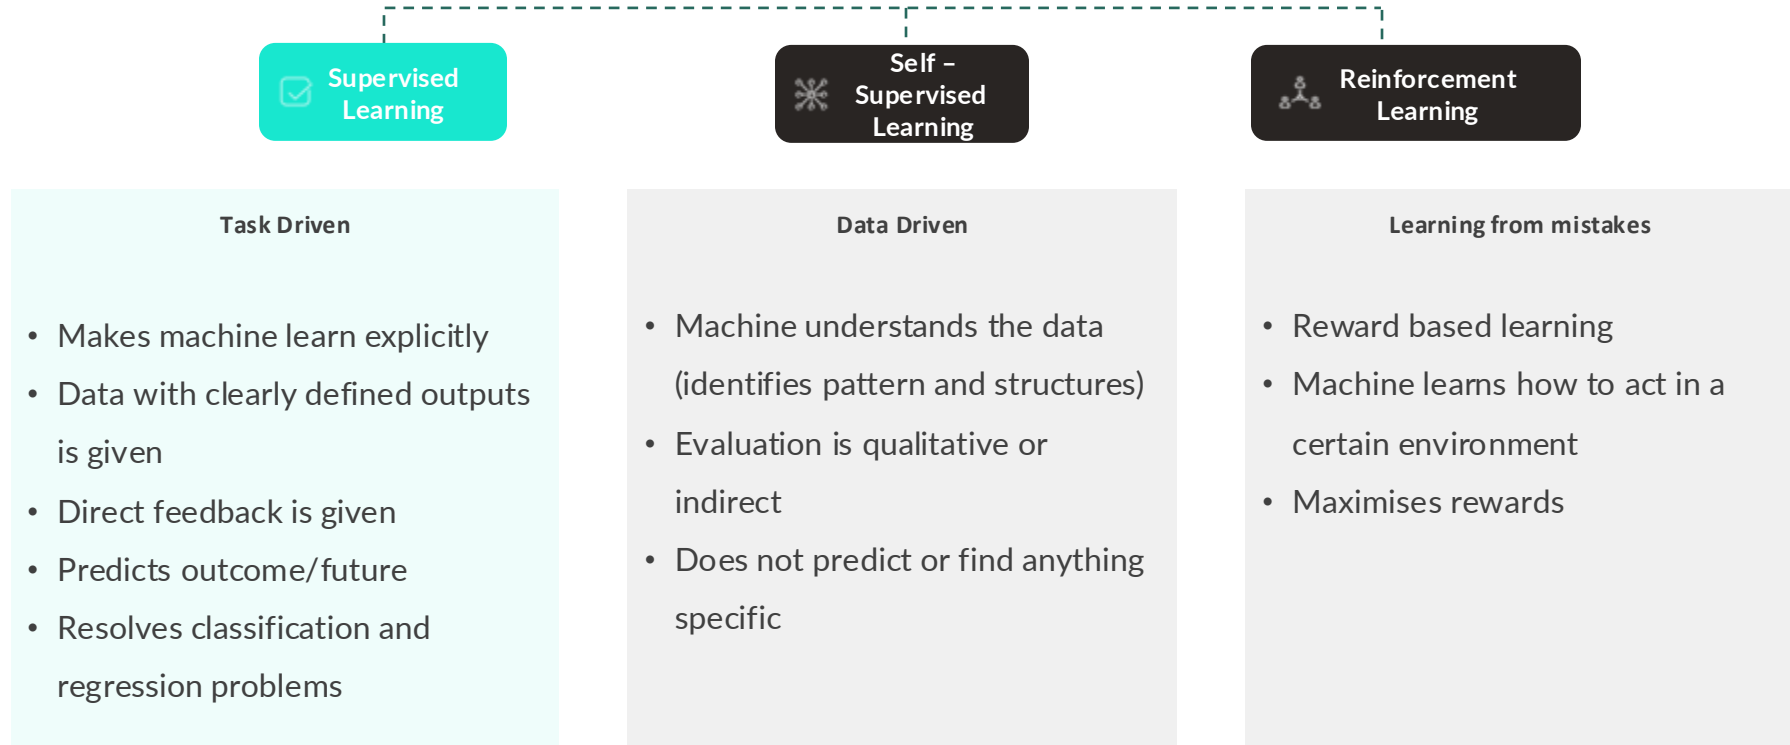 Supervised
Learning
Self –
Supervised
Learning
Reinforcement
Learning
Task Driven
• Makes machine learn explicitly
• Data with clearly defined outputs
is given
• Direct feedback is given
• Predicts outcome/future
• Resolves classification and
regression problems
Data Driven
• Machine understands the data
(identifies pattern and structures)
• Evaluation is qualitative or
indirect
• Does not predict or find anything
specific
Learning from mistakes
• Reward based learning
• Machine learns how to act in a
certain environment
• Maximises rewards